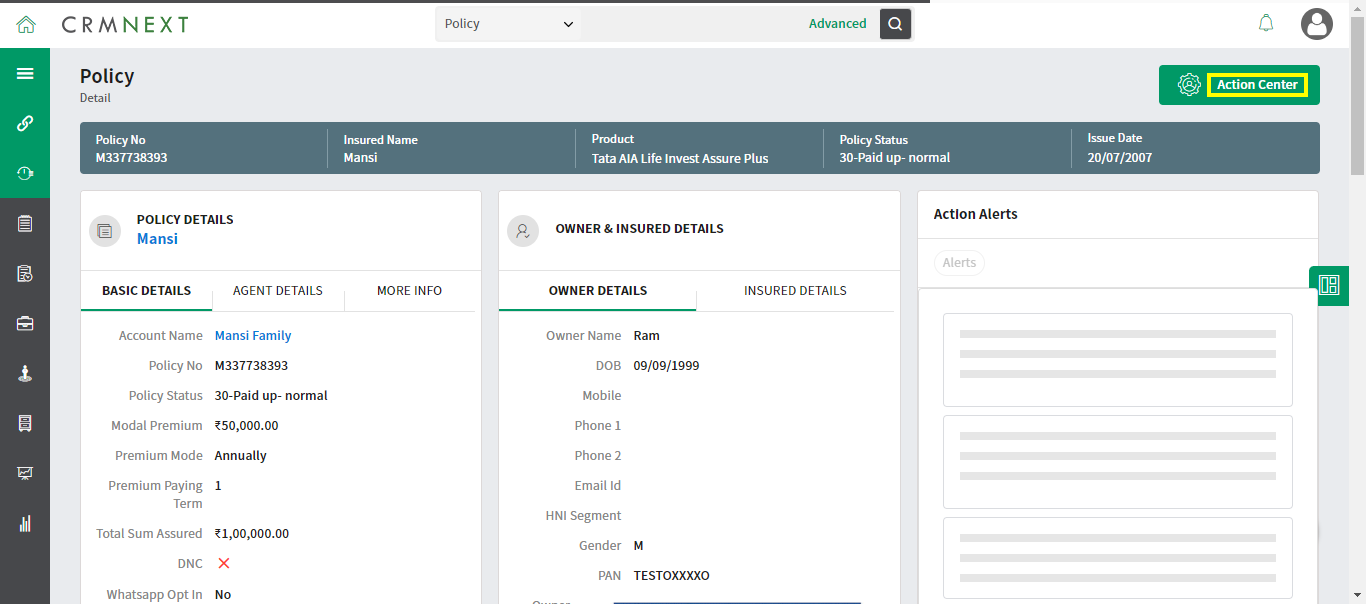 CRMNEXT
Policy
Advanced
Policy
Detail
Action Center
Policy No
M337738393
Insured Name
Mansi
Product
Tata AIA Life Invest Assure Plus
Policy Status
30-Paid up- normal
Issue Date
20/07/2007
POLICY DETAILS
Mansi
BASIC DETAILS
AGENT DETAILS
MORE INFO
Account Name Mansi Family
Policy No M337738393
Policy Status 30-Paid up- normal
Modal Premium ₹50,000.00
Premium Mode Annually
Premium Paying 1
Term
Total Sum Assured ₹1,00,000.00
DNC
Whatsapp Opt In No
OWNER & INSURED DETAILS
OWNER DETAILS
INSURED DETAILS
Owner Name Ram
DOB 09/09/1999
Mobile
Phone 1
Phone 2
Email Id
HNI Segment
Gender M
PAN TESTOXXXXO
Owner
Action Alerts
Alerts